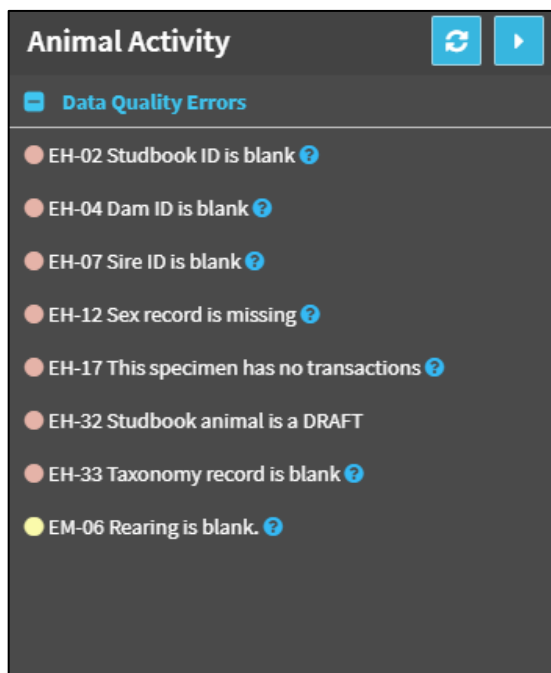 Animal Activity
Data Quality Errors
EH-02 Studbook ID is blank
EH-04 Dam ID is blank
EH-07 Sire ID is blank
EH-12 Sex record is missing
EH-17 This specimen has no transactions
EH-32 Studbook animal is a DRAFT
EH-33 Taxonomy record is blank
EM-06 Rearing is blank.